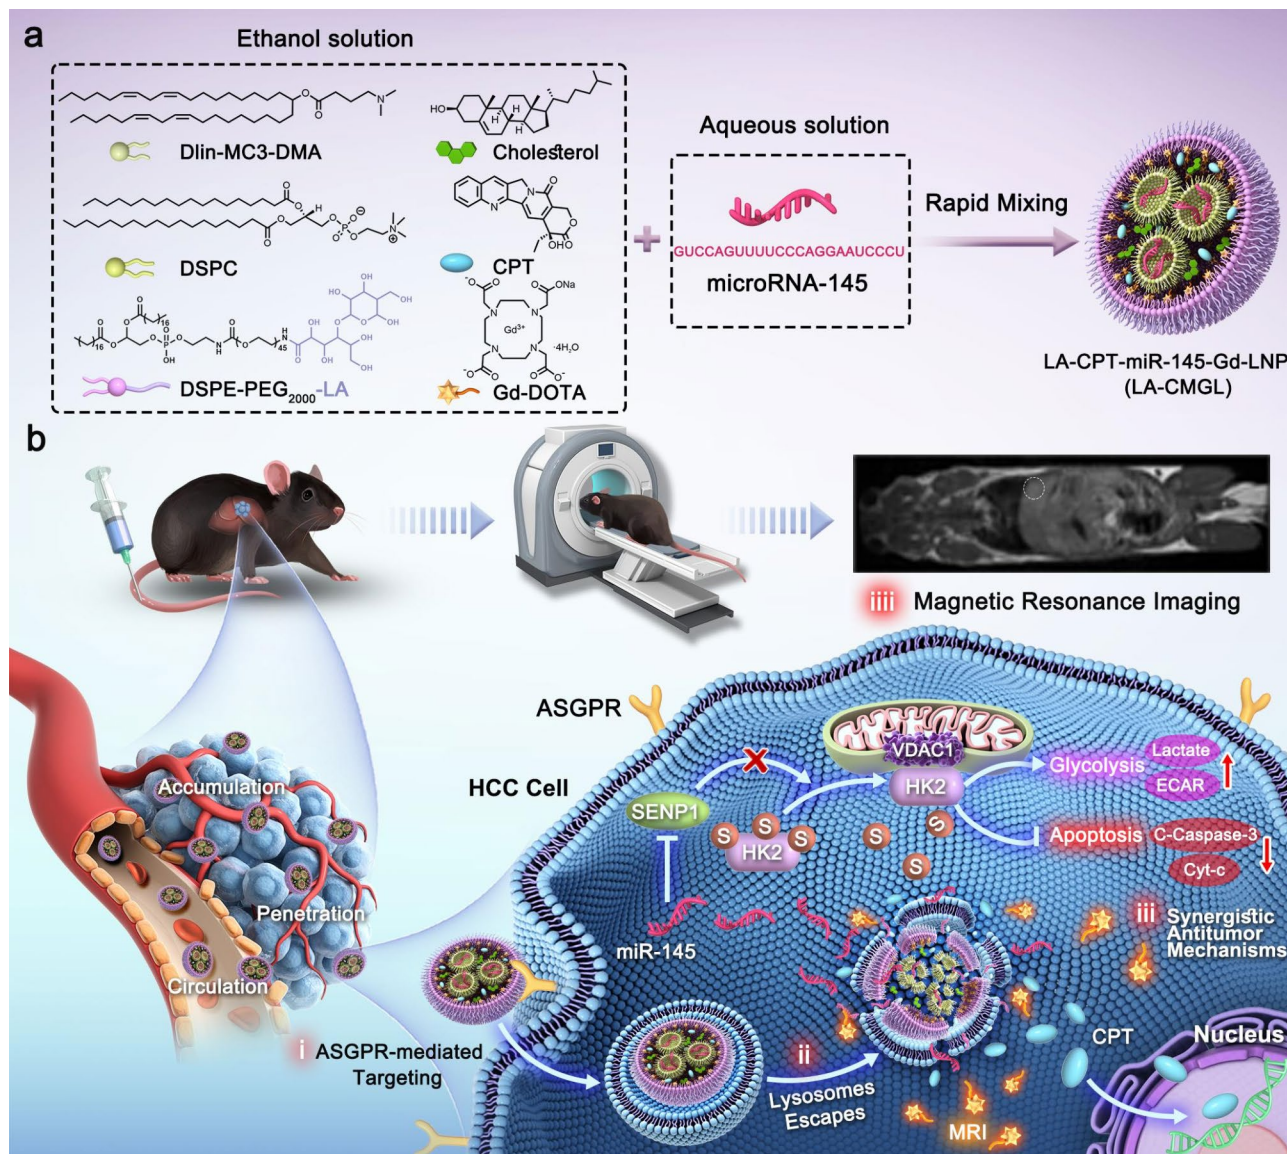 a
Ethanol solution
Dlin-MC3-DMA
HO
H
H
H
Cholesterol
DSPC
CPT
DSPE-PEG2000-LA
Gd³⁺
ONa
·4H₂O
Gd-DOTA
Aqueous solution
GUCCAGUUUUCCCAGGAAUCCCU
microRNA-145
Rapid Mixing
LA-CPT-miR-145-Gd-LNP
(LA-CMGL)
b
iiii Magnetic Resonance Imaging
Accumulation
Penetration
Circulation
i ASGPR-mediated
Targeting
ASGPR
HCC Cell
SENP1
miR-145
S
S
S
HK2
VDAC1
HK2
S
S
S
Glycolysis
Lactate
ECAR
Apoptosis
C-Caspase-3
Cyt-c
ii
Lysosomes
Escapes
iii Synergistic
Antitumor
Mechanisms
MRI
CPT
Nucleus